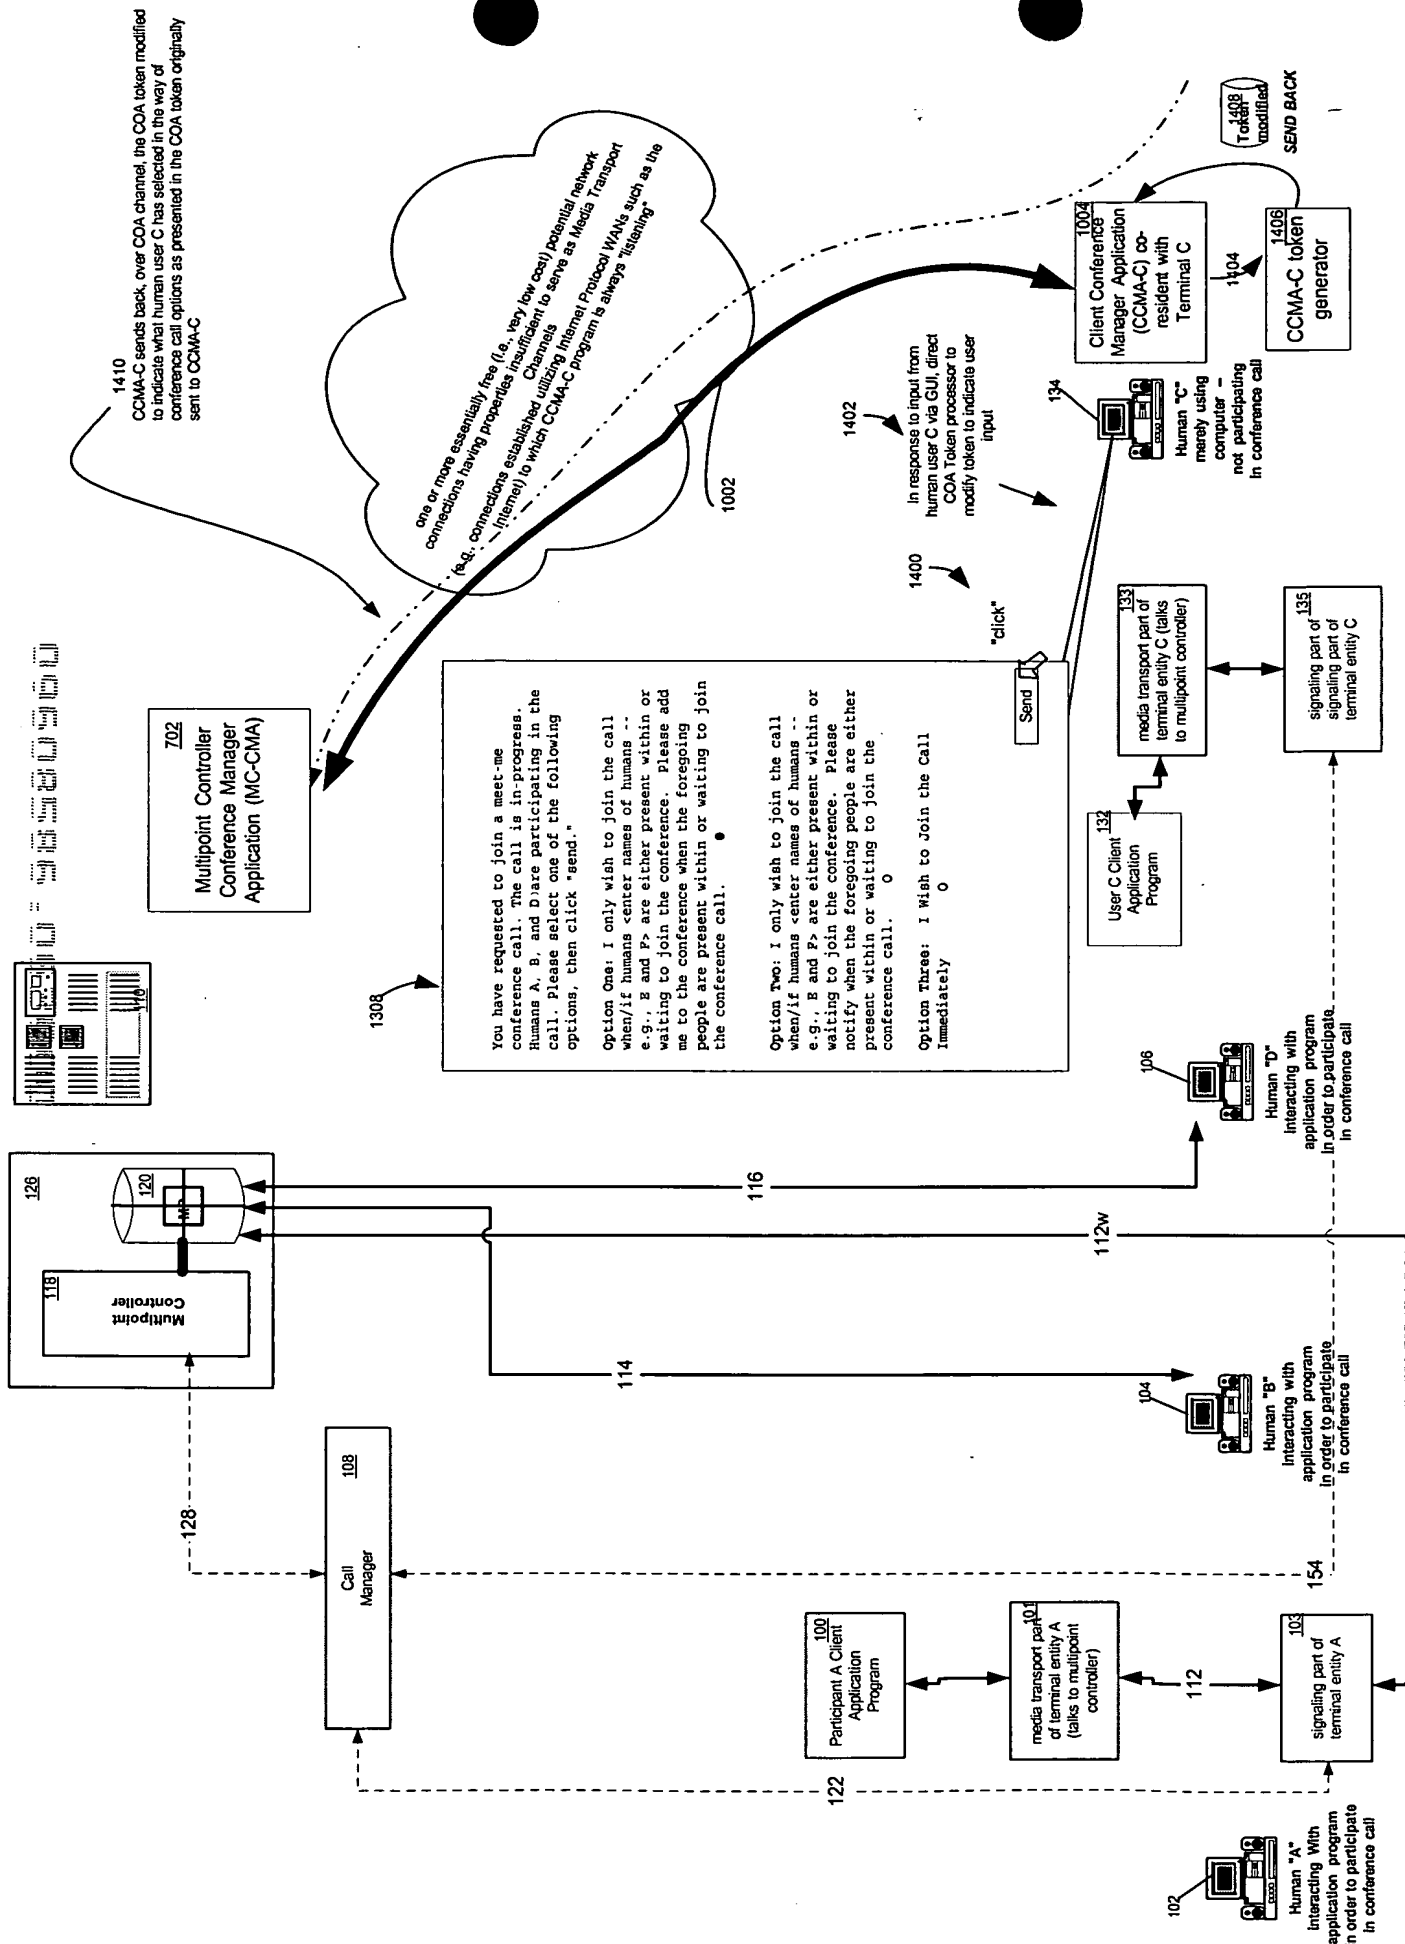 1410
CCMA-C sends back, over COA channel, the COA token modified
to indicate what human user C has selected in the way of
conference call options as presented in the COA token originally
sent to CCMA-C
702
Multipoint Controller
Conference Manager
Application (MC-CMA)
one or more essentially free (i.e., very low cost) potential network
connections having properties insufficient to serve as Media Transport
Channels
(e.g., connections established utilizing Internet Protocol WANs such as the
Internet) to which CCMA-C program is always "listening"
1002
1308
You have requested to join a meet-me
conference call. The call is in-progress.
Humans A, B, and D are participating in the
call. Please select one of the following
options, then click "send."
Option One: I only wish to join the call
when/if humans <enter names of humans --
e.g., E and F> are either present within or
waiting to join the conference. Please add
me to the conference when the foregoing
people are present within or waiting to join
the conference call.
Option Two: I only wish to join the call
when/if humans <enter names of humans --
e.g., E and F> are either present within or
waiting to join the conference. Please
notify when the foregoing people are either
present within or waiting to join the
conference call. O
Option Three: I Wish to Join the Call
Immediately O
Send
"click"
1400
1402
In response to input from
human user C via GUI, direct
COA Token processor to
modify token to indicate user
input
134
Human "C"
merely using
computer –
not participating
in conference call
1004
Client Conference
Manager Application
(CCMA-C) co-
resident with
Terminal C
1404
1406
CCMA-C token
generator
1408
Token
modified
SEND BACK
132
User C Client
Application
Program
133
media transport part of
terminal entity C (talks
to multipoint controller)
135
signaling part of
signaling part of
terminal entity C
110
126
120
118
Multipoint
Controller
128
108
Call
Manager
116
114
112w
106
Human "D"
Interacting with
application program
in order to participate
in conference call
104
Human "B"
Interacting with
application program
in order to participate
in conference call
154
100
Participant A Client
Application
Program
101
media transport part
of terminal entity A
(talks to multipoint
controller)
112
103
signaling part of
terminal entity A
122
102
Human "A"
Interacting With
application program
n order to participate
in conference call